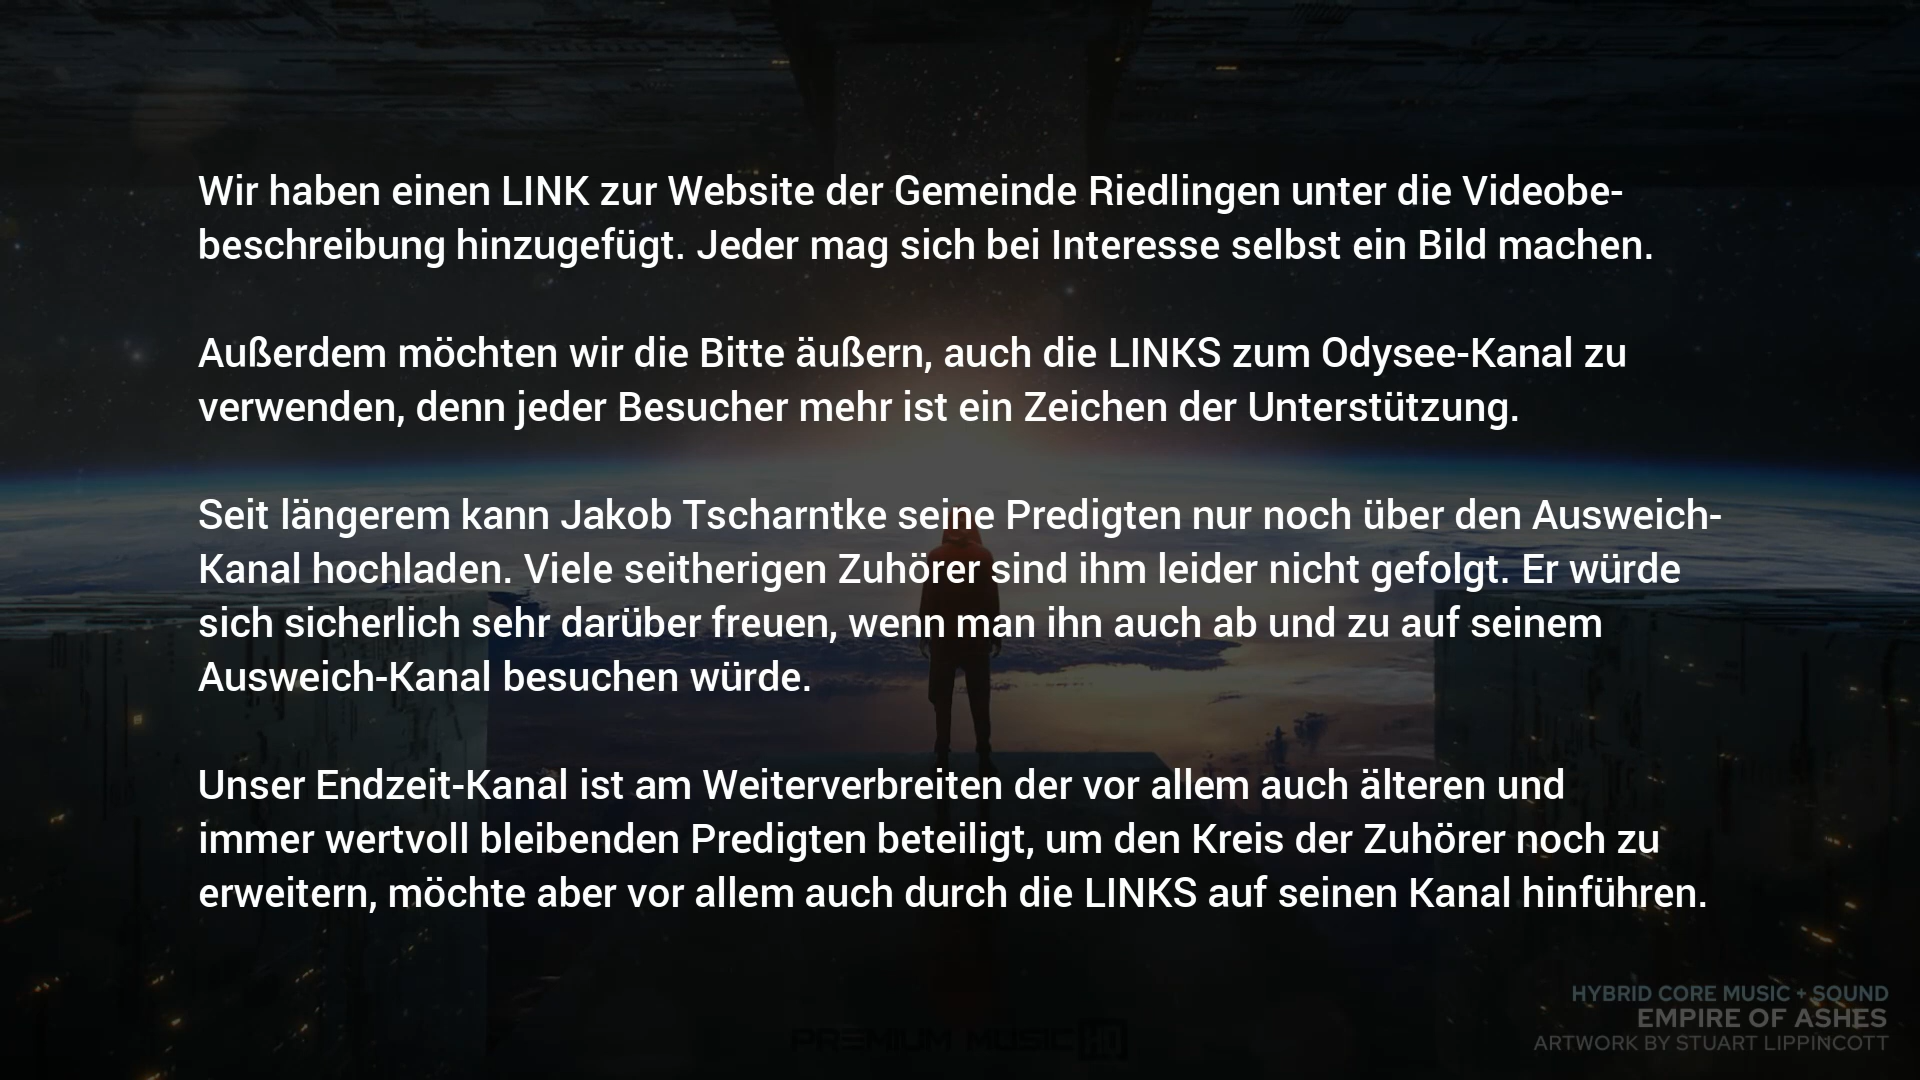 Wir haben einen LINK zur Website der Gemeinde Riedlingen unter die Videobe-
beschreibung hinzugefügt. Jeder mag sich bei Interesse selbst ein Bild machen.
Außerdem möchten wir die Bitte äußern, auch die LINKS zum Odysee-Kanal zu
verwenden, denn jeder Besucher mehr ist ein Zeichen der Unterstützung.
Seit längerem kann Jakob Tscharntke seine Predigten nur noch über den Ausweich-
Kanal hochladen. Viele seitherigen Zuhörer sind ihm leider nicht gefolgt. Er würde
sich sicherlich sehr darüber freuen, wenn man ihn auch ab und zu auf seinem
Ausweich-Kanal besuchen würde.
Unser Endzeit-Kanal ist am Weiterverbreiten der vor allem auch älteren und
immer wertvoll bleibenden Predigten beteiligt, um den Kreis der Zuhörer noch zu
erweitern, möchte aber vor allem auch durch die LINKS auf seinen Kanal hinführen.
HYBRID CORE MUSIC + SOUND
EMPIRE OF ASHES
ARTWORK BY STUART LIPPINCOTT
PREMIUM MUSIC HD